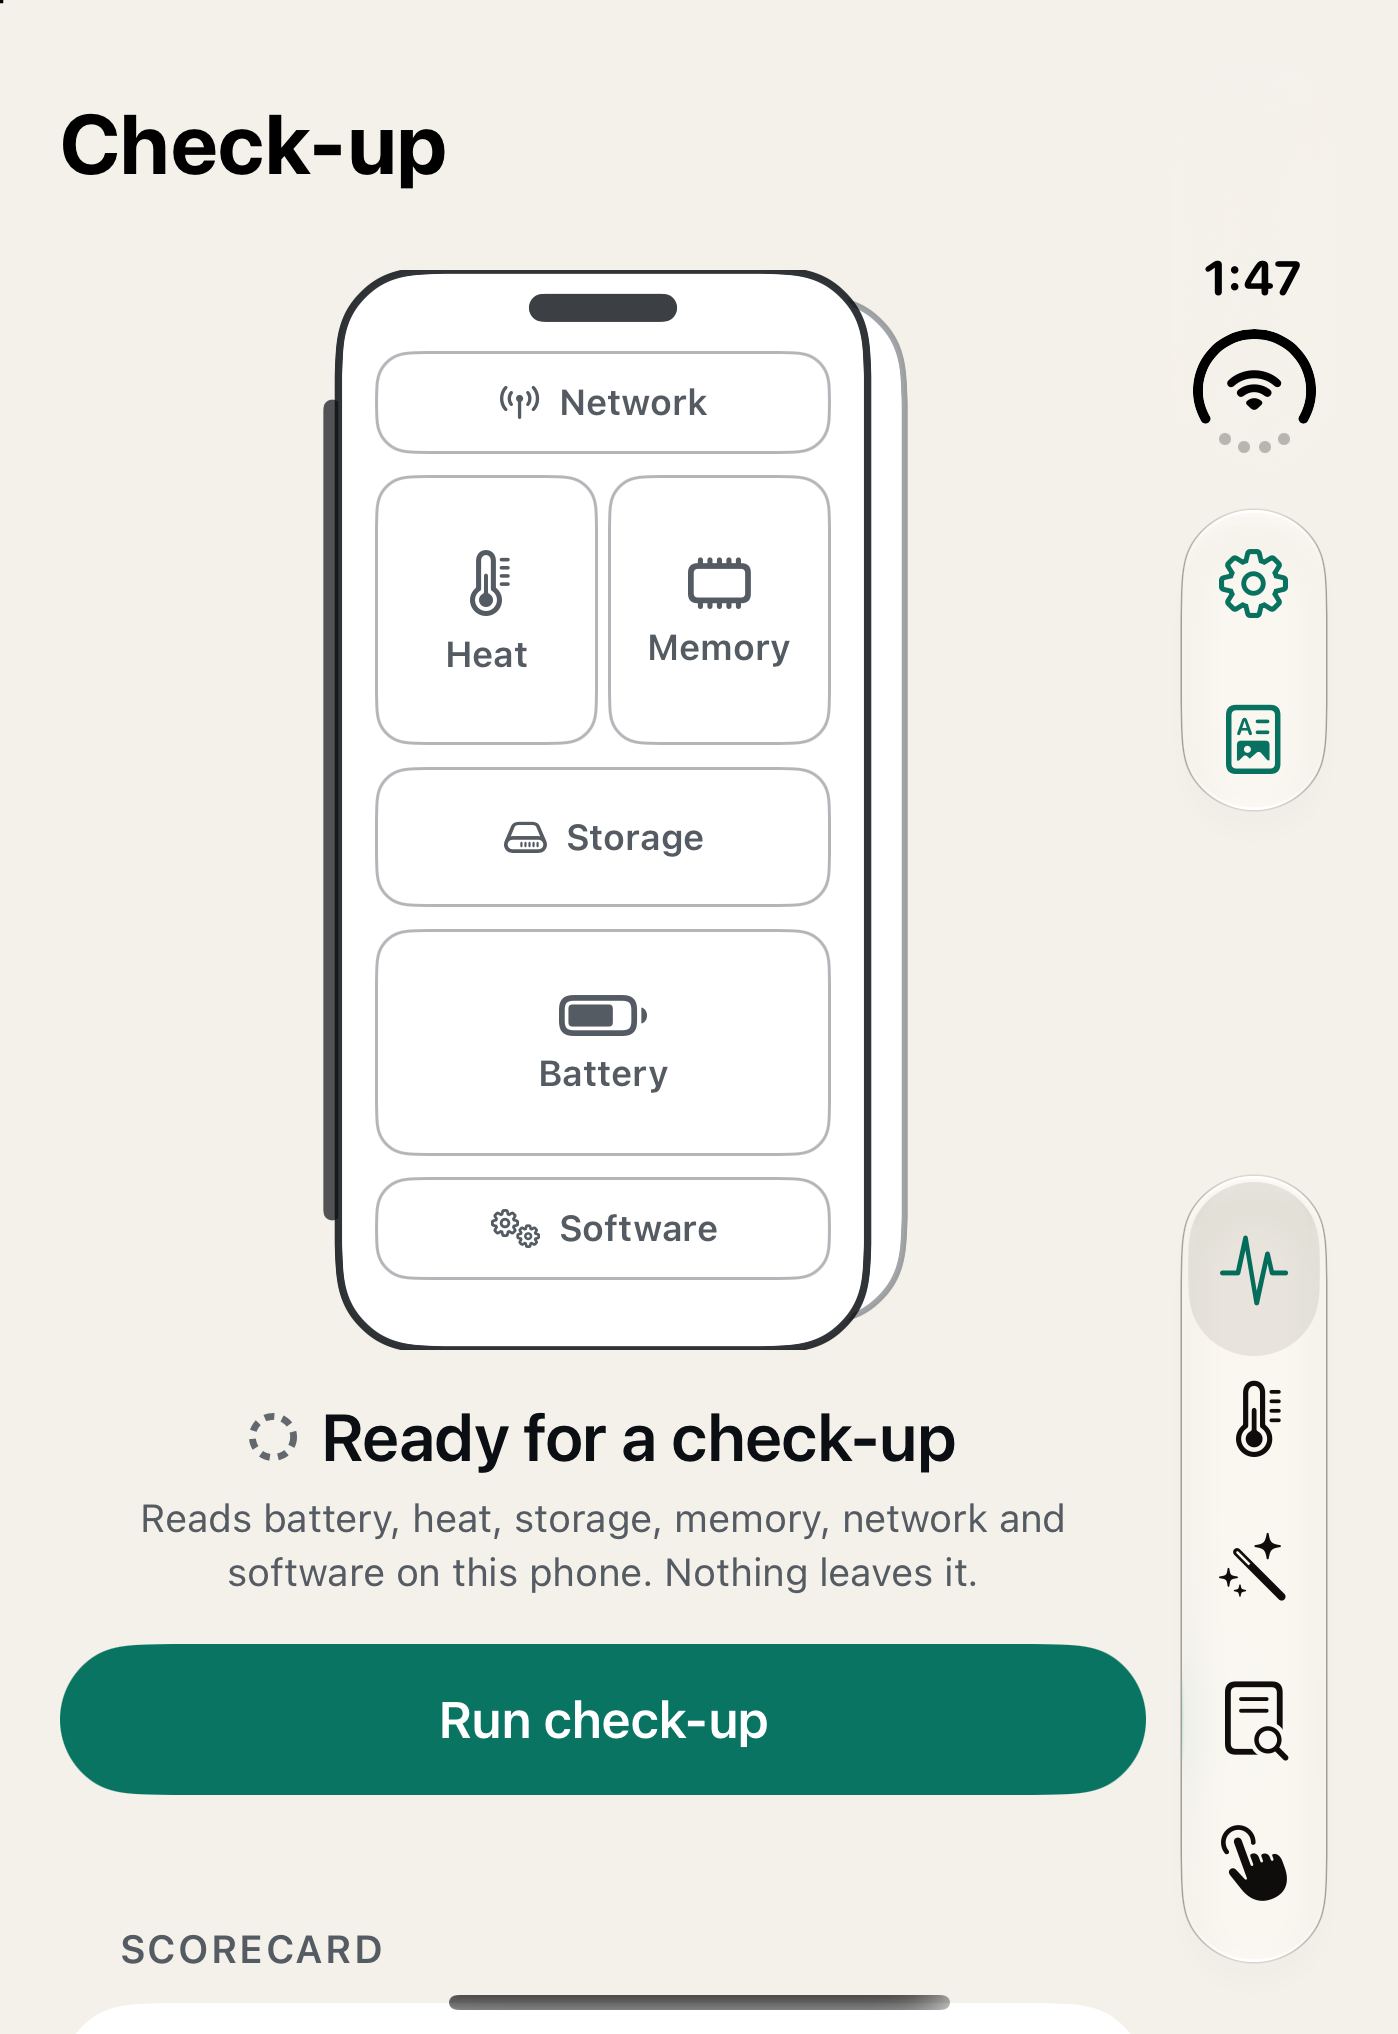 Check-up
1:47
Network
Heat
Memory
Storage
Battery
Software
Ready for a check-up
Reads battery, heat, storage, memory, network and
software on this phone. Nothing leaves it.
Run check-up
SCORECARD